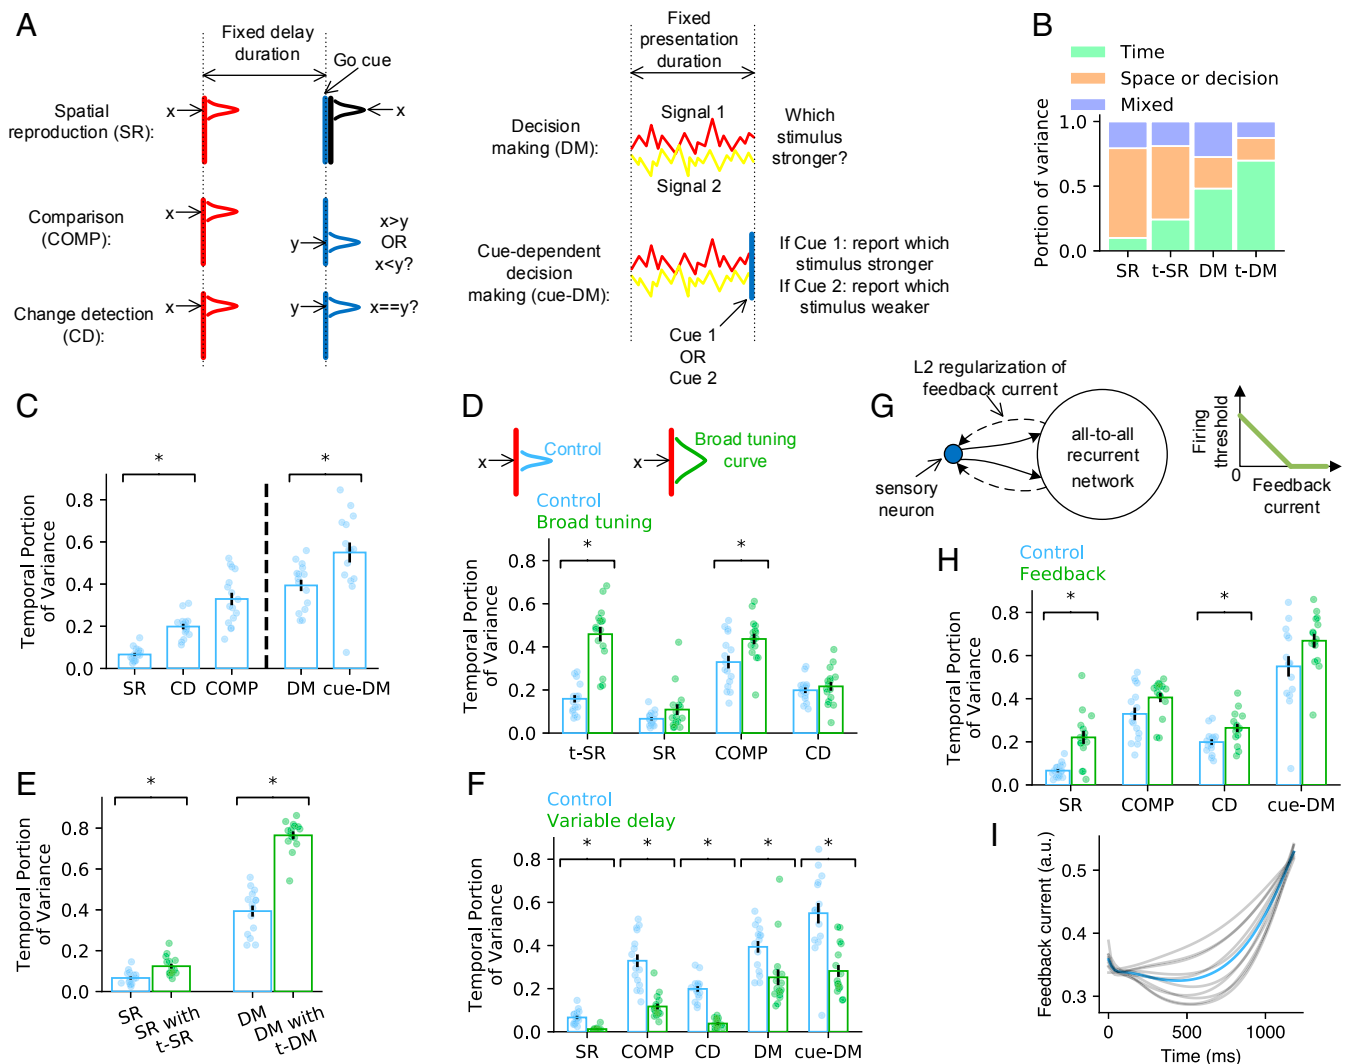 A
Fixed delay
duration
Go cue
Spatial
reproduction (SR):
x
x
Comparison
(COMP):
x
y
x>y
OR
x<y?
Change detection
(CD):
x
y
x==y?
Fixed
presentation
duration
Decision
making (DM):
Signal 1
Signal 2
Which
stimulus
stronger?
Cue-dependent
decision
making (cue-DM):
If Cue 1: report which
stimulus stronger
If Cue 2: report which
stimulus weaker
Cue 1
OR
Cue 2
B
Time
Space or decision
Mixed
Portion of variance
1.0
0.5
0.0
SR t-SR DM t-DM
C
Temporal Portion
of Variance
0.8
0.6
0.4
0.2
0.0
*
*
SR CD COMP DM cue-DM
D
x
Control
x
Broad tuning
curve
Control
Broad tuning
Temporal Portion
of Variance
0.8
0.6
0.4
0.2
0.0
*
*
t-SR SR COMP CD
E
Temporal Portion
of Variance
0.8
0.6
0.4
0.2
0.0
*
*
SR
SR with
t-SR
DM
DM with
t-DM
F
Control
Variable delay
Temporal Portion
of Variance
0.8
0.6
0.4
0.2
0.0
*
*
*
*
*
SR COMP CD DM cue-DM
G
L2 regularization of
feedback current
all-to-all
recurrent
network
sensory
neuron
Firing
threshold
0
Feedback
current
H
Control
Feedback
Temporal Portion
of Variance
0.8
0.6
0.4
0.2
0.0
*
*
SR COMP CD cue-DM
I
Feedback current (a.u.)
0.5
0.4
0.3
0 500 1000
Time (ms)